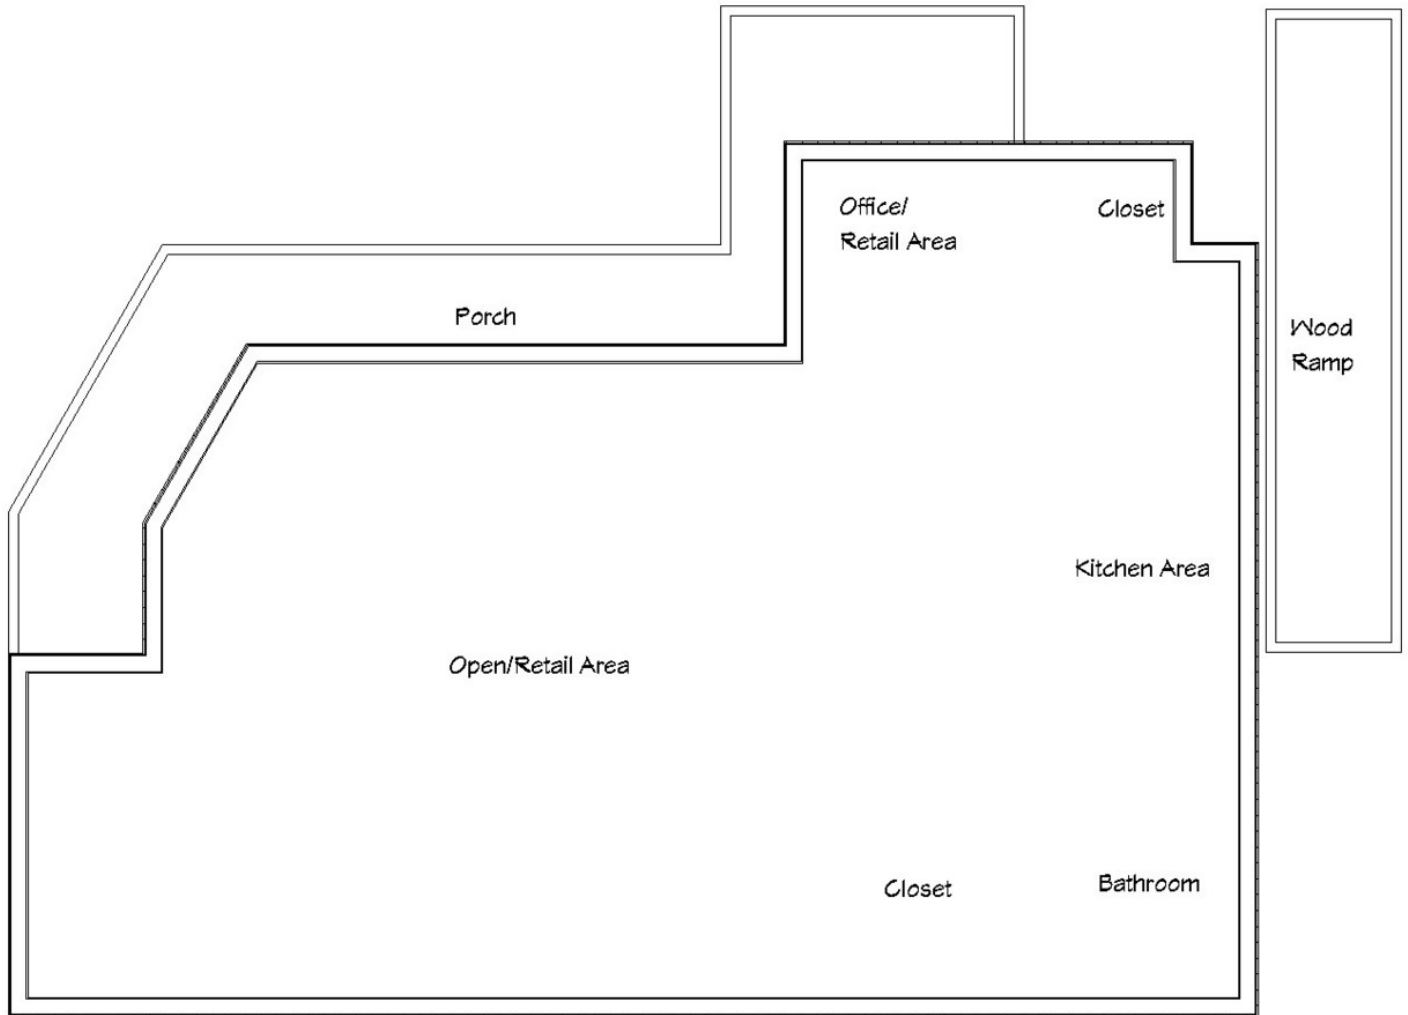 Office/
Retail Area
Closet
Porch
Wood
Ramp
Kitchen Area
Open/Retail Area
Closet
Bathroom